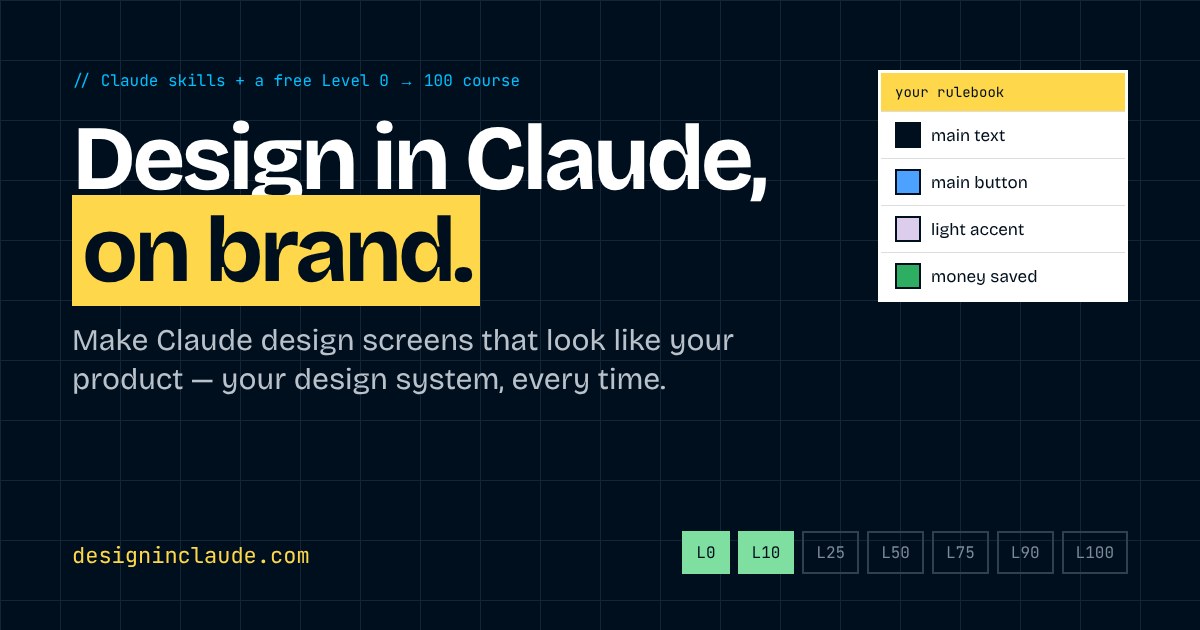 // Claude skills + a free Level 0 → 100 course
Design in Claude,
on brand.
Make Claude design screens that look like your
product — your design system, every time.
your rulebook
main text
main button
light accent
money saved
designinclaude.com
L0 L10 L25 L50 L75 L90 L100